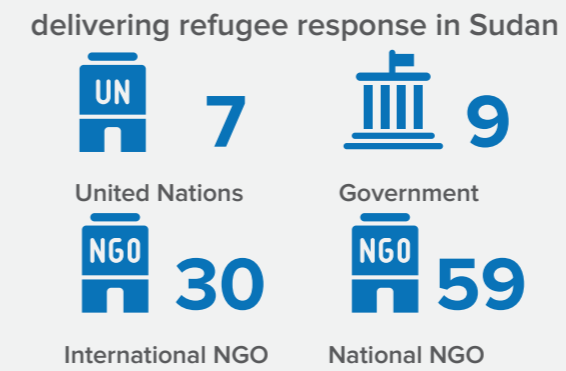 delivering refugee response in Sudan
UN 7
9
United Nations
Government
NGO 30
NGO 59
International NGO
National NGO